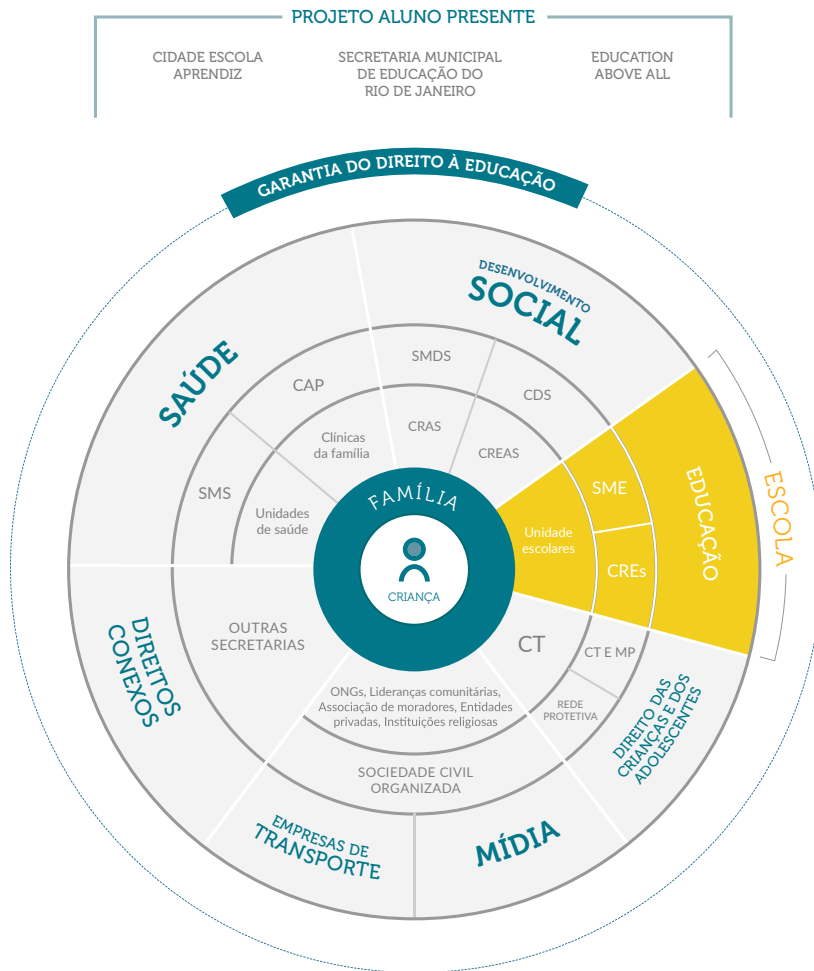 PROJETO ALUNO PRESENTE
CIDADE ESCOLA
APRENDIZ
SECRETARIA MUNICIPAL
DE EDUCAÇÃO DO
RIO DE JANEIRO
EDUCATION
ABOVE ALL
GARANTIA DO DIREITO À EDUCAÇÃO
DESENVOLVIMENTO
SOCIAL
SMDS
CDS
CRAS
CREAS
SAÚDE
CAP
SMS
Clínicas
da família
Unidades
de saúde
ESCOLA
EDUCAÇÃO
SME
CREs
Unidade
escolares
FAMÍLIA
CRIANÇA
DIREITOS
CONEXOS
OUTRAS
SECRETARIAS
CT
CT E MP
REDE
PROTETIVA
DIREITO DAS
CRIANÇAS E DOS
ADOLESCENTES
ONGs, Lideranças comunitárias,
Associação de moradores, Entidades
privadas, Instituições religiosas
SOCIEDADE CIVIL
ORGANIZADA
EMPRESAS DE
TRANSPORTE
MÍDIA